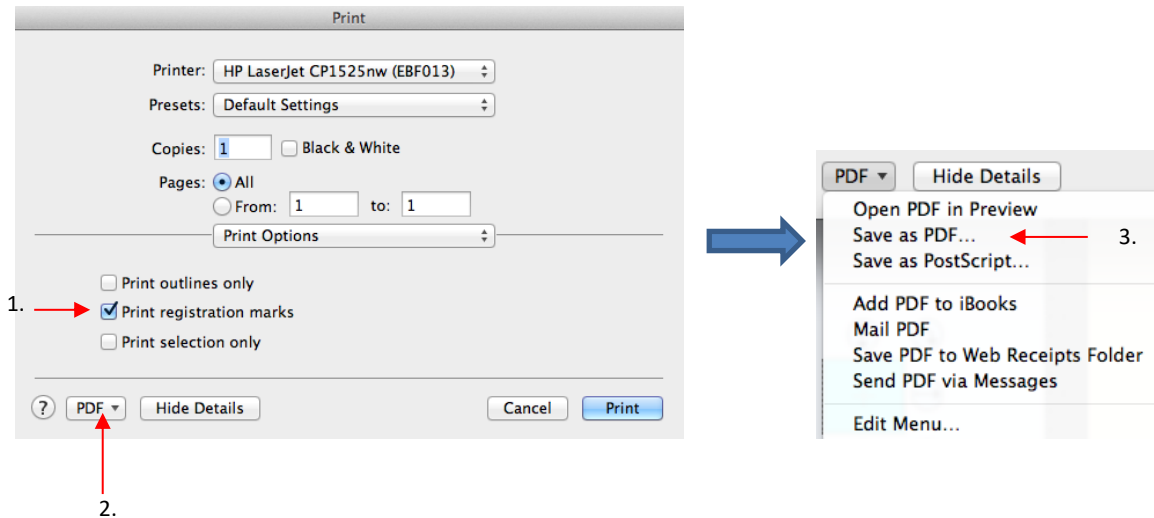 Print
Printer: HP LaserJet CP1525nw (EBF013)
Presets: Default Settings
Copies: 1 Black & White
Pages: All
From: 1 to: 1
Print Options
Print outlines only
1. Print registration marks
Print selection only
? PDF Hide Details Cancel Print
2.
PDF Hide Details
Open PDF in Preview
Save as PDF... 3.
Save as PostScript...
Add PDF to iBooks
Mail PDF
Save PDF to Web Receipts Folder
Send PDF via Messages
Edit Menu...